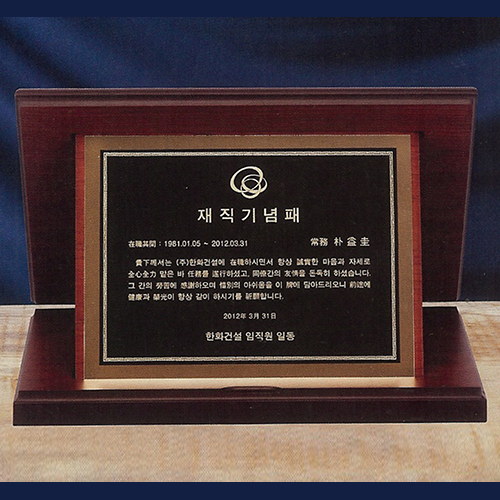 재직기념패
在職其間 : 1981.01.05 ~ 2012.03.31 常務 朴益圭
貴下께서는 (주)한화건설에 在職하시면서 항상 誠實한 마음과 자세로
全心全力 맡은 바 任務를 遂行하셨고, 同僚간의 友情을 돈독히 하셨습니다.
그 간의 勞苦에 感謝하오며 惜別의 아쉬움을 이 牌에 담아드리오니 前途에
健康과 榮光이 항상 같이 하시기를 祈願합니다.
2012年 3月 31日
한화건설 임직원 일동